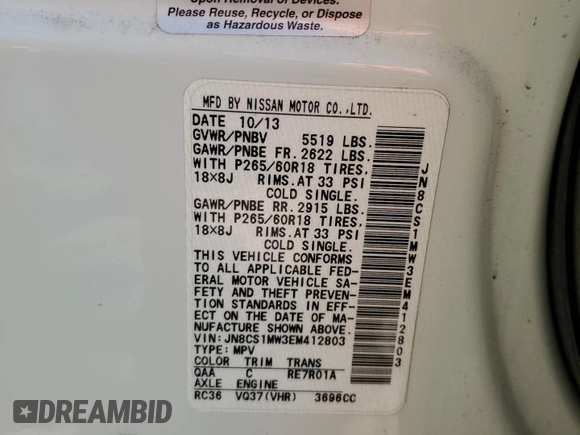 Upon Removal or Devices.
Please Reuse, Recycle, or Dispose
as Hazardous Waste.
MFD BY NISSAN MOTOR CO.,LTD.
DATE 10/13
GVWR/PNBV 5519 LBS.
GAWR/PNBE FR.2622 LBS.
WITH P265/60R18 TIRES,
18×8J RIMS.AT 33 PSI
COLD SINGLE.
GAWR/PNBE RR.2915 LBS.
WITH P265/60R18 TIRES,
18×8J RIMS.AT 33 PSI
COLD SINGLE.
THIS VEHICLE CONFORMS
TO ALL APPLICABLE FED-
ERAL MOTOR VEHICLE SA-
FETY AND THEFT PREVEN-
TION STANDARDS IN EFF-
ECT ON THE DATE OF MA-
NUFACTURE SHOWN ABOVE.
VIN:JN8CS1MW3EM412803
TYPE:MPV
COLOR TRIM TRANS
QAA C RE7R01A
AXLE ENGINE
RC36 VQ37(VHR) 3696CC
JN8CS1MW3EM412803
DREAMBID